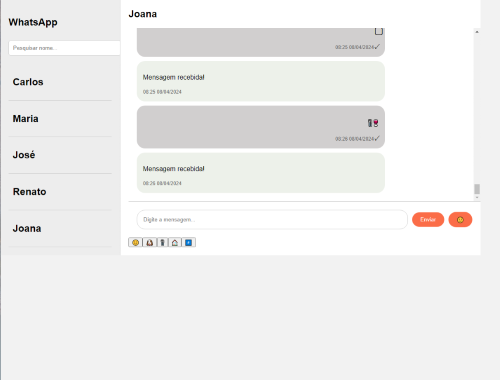 WhatsApp
Pesquisar nome...
Carlos
Maria
José
Renato
Joana
Joana
08:25 08/04/2024✓
Mensagem recebida!
08:25 08/04/2024
08:26 08/04/2024✓
Mensagem recebida!
08:26 08/04/2024
Digite a mensagem...
Enviar